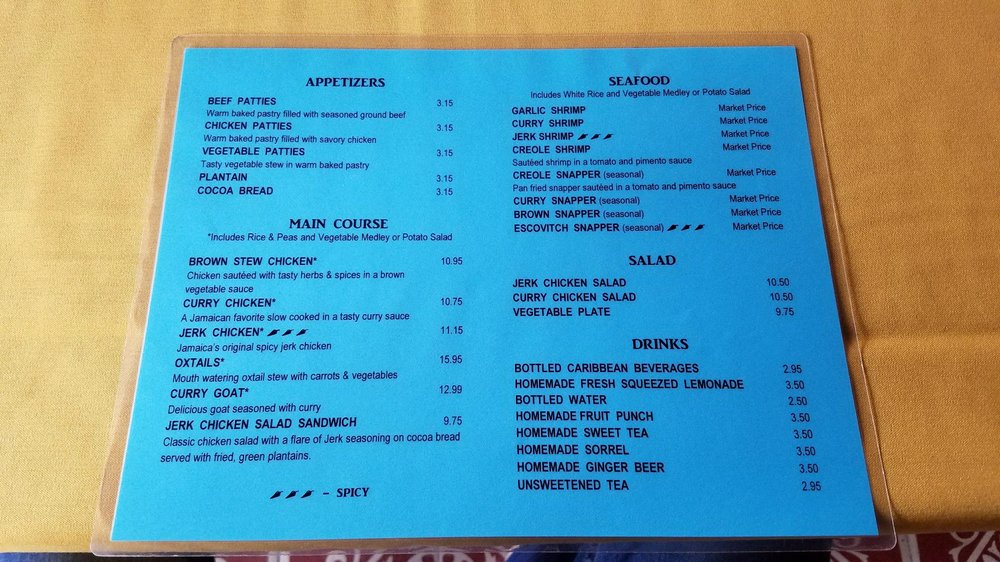 APPETIZERS
BEEF PATTIES 3.15
Warm baked pastry filled with seasoned ground beef
CHICKEN PATTIES 3.15
Warm baked pastry filled with savory chicken
VEGETABLE PATTIES 3.15
Tasty vegetable stew in warm baked pastry
PLANTAIN 3.15
COCOA BREAD 3.15
MAIN COURSE
*Includes Rice & Peas and Vegetable Medley or Potato Salad
BROWN STEW CHICKEN* 10.95
Chicken sautéed with tasty herbs & spices in a brown
vegetable sauce
CURRY CHICKEN* 10.75
A Jamaican favorite slow cooked in a tasty curry sauce
JERK CHICKEN* 11.15
Jamaica's original spicy jerk chicken
OXTAILS* 15.95
Mouth watering oxtail stew with carrots & vegetables
CURRY GOAT* 12.99
Delicious goat seasoned with curry
JERK CHICKEN SALAD SANDWICH 9.75
Classic chicken salad with a flare of Jerk seasoning on cocoa bread
served with fried, green plantains.
- SPICY
SEAFOOD
Includes White Rice and Vegetable Medley or Potato Salad
GARLIC SHRIMP Market Price
CURRY SHRIMP Market Price
JERK SHRIMP Market Price
CREOLE SHRIMP Market Price
Sautéed shrimp in a tomato and pimento sauce
CREOLE SNAPPER (seasonal) Market Price
Pan fried snapper sautéed in a tomato and pimento sauce
CURRY SNAPPER (seasonal) Market Price
BROWN SNAPPER (seasonal) Market Price
ESCOVITCH SNAPPER (seasonal) Market Price
SALAD
JERK CHICKEN SALAD 10.50
CURRY CHICKEN SALAD 10.50
VEGETABLE PLATE 9.75
DRINKS
BOTTLED CARIBBEAN BEVERAGES 2.95
HOMEMADE FRESH SQUEEZED LEMONADE 3.50
BOTTLED WATER 2.50
HOMEMADE FRUIT PUNCH 3.50
HOMEMADE SWEET TEA 3.50
HOMEMADE SORREL 3.50
HOMEMADE GINGER BEER 3.50
UNSWEETENED TEA 2.95